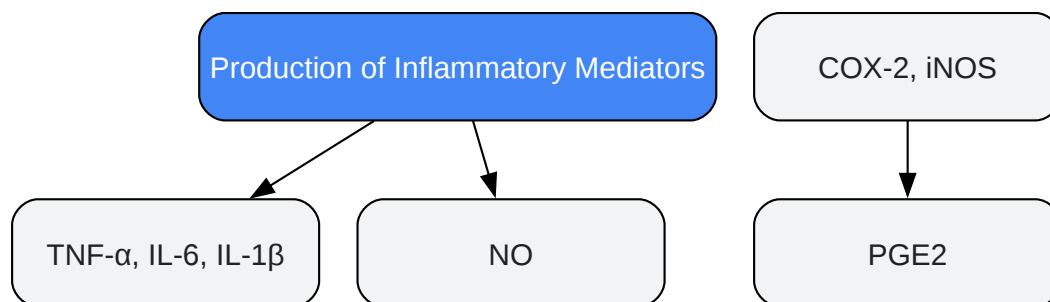 Production of Inflammatory Mediators
COX-2, iNOS
TNF-α, IL-6, IL-1β
NO
PGE2